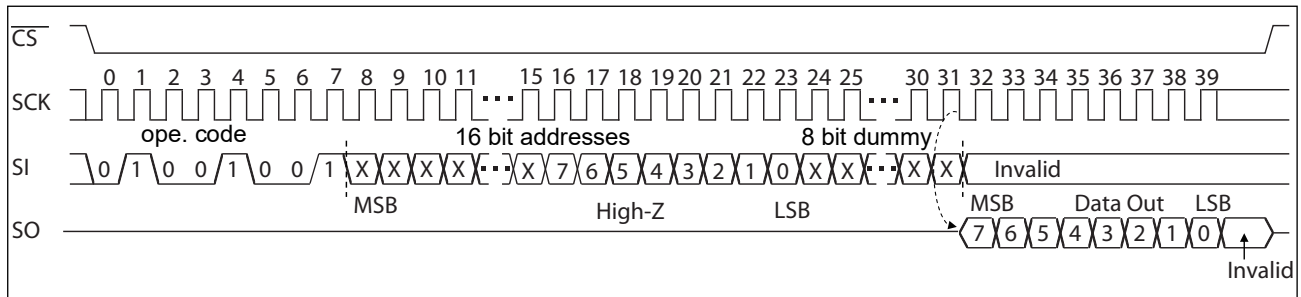 CS
0 1 2 3 4 5 6 7 8 9 10 11 15 16 17 18 19 20 21 22 23 24 25 30 31 32 33 34 35 36 37 38 39
SCK
ope. code 16 bit addresses 8 bit dummy
SI 0 1 0 0 1 0 0 1 X X X X X 7 6 5 4 3 2 1 0 X X X X Invalid
MSB High-Z LSB MSB Data Out LSB
SO 7 6 5 4 3 2 1 0
Invalid